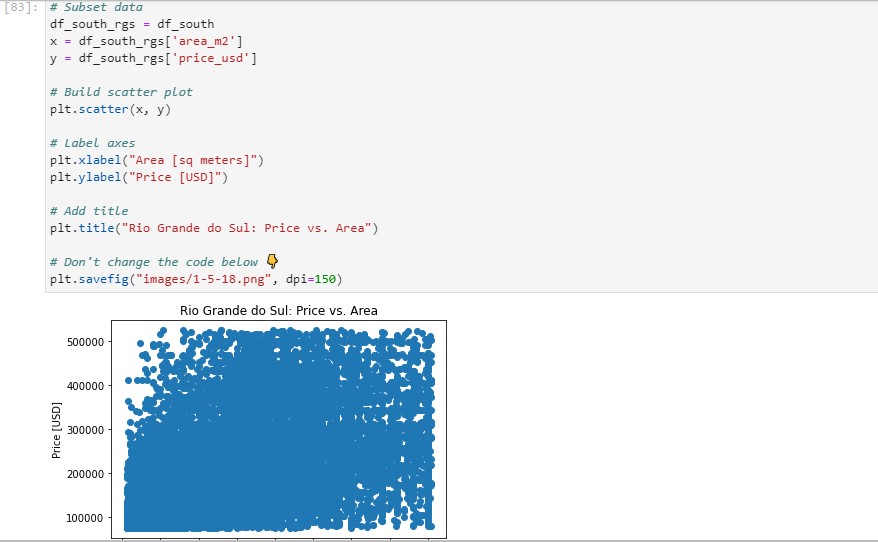 [83]: # Subset data
df_south_rgs = df_south
x = df_south_rgs['area_m2']
y = df_south_rgs['price_usd']
# Build scatter plot
plt.scatter(x, y)
# Label axes
plt.xlabel("Area [sq meters]")
plt.ylabel("Price [USD]")
# Add title
plt.title("Rio Grande do Sul: Price vs. Area")
# Don't change the code below 👇
plt.savefig("images/1-5-18.png", dpi=150)
Rio Grande do Sul: Price vs. Area
500000
400000
300000
200000
100000
Price [USD]